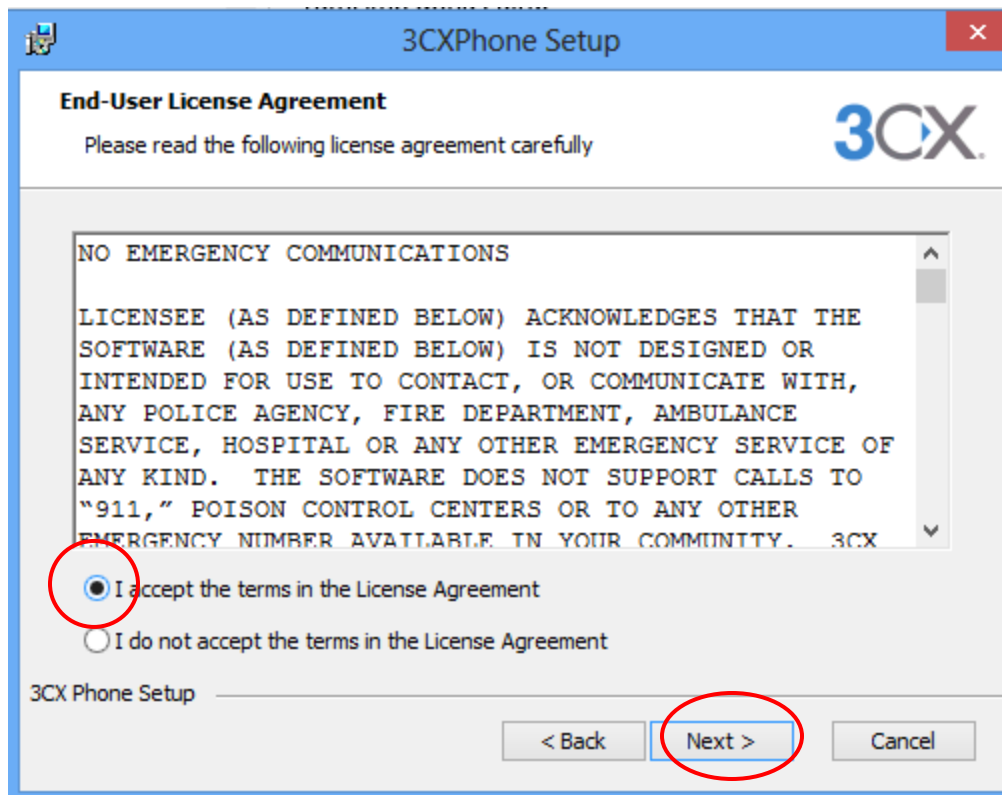 3CXPhone Setup
End-User License Agreement
Please read the following license agreement carefully
3CX.
NO EMERGENCY COMMUNICATIONS
LICENSEE (AS DEFINED BELOW) ACKNOWLEDGES THAT THE
SOFTWARE (AS DEFINED BELOW) IS NOT DESIGNED OR
INTENDED FOR USE TO CONTACT, OR COMMUNICATE WITH,
ANY POLICE AGENCY, FIRE DEPARTMENT, AMBULANCE
SERVICE, HOSPITAL OR ANY OTHER EMERGENCY SERVICE OF
ANY KIND.  THE SOFTWARE DOES NOT SUPPORT CALLS TO
“911,” POISON CONTROL CENTERS OR TO ANY OTHER
EMERGENCY NUMBER AVAILABLE IN YOUR COMMUNITY.  3CX
I accept the terms in the License Agreement
I do not accept the terms in the License Agreement
3CX Phone Setup
< Back
Next >
Cancel